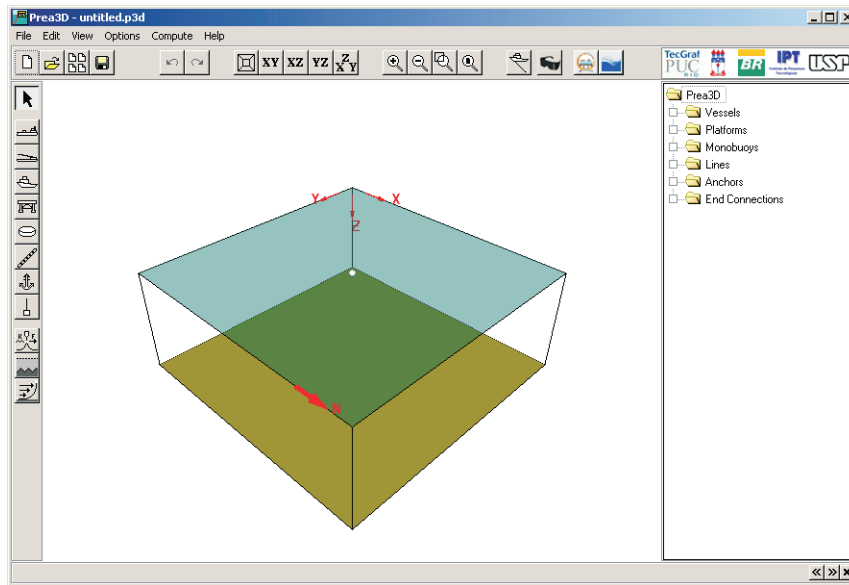 Prea3D - untitled.p3d
File Edit View Options Compute Help
XY XZ YZ Z X Y
TecGraf
PUC
RIO
BR
IPT
USP
Prea3D
Vessels
Platforms
Monobuoys
Lines
Anchors
End Connections
Y X
Z
N